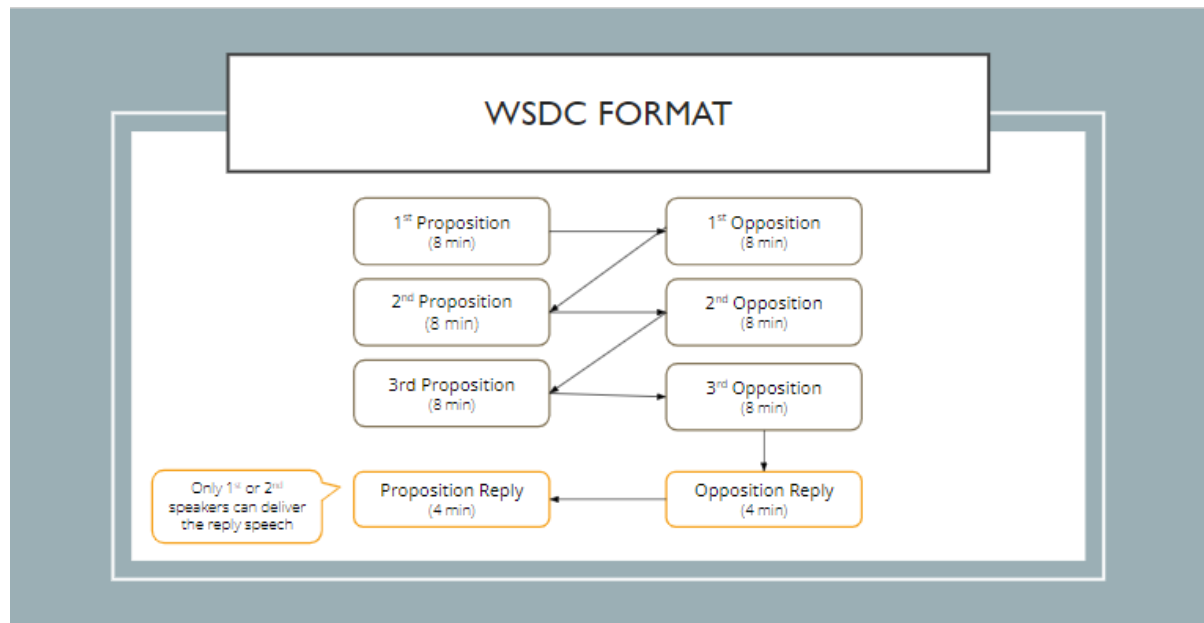 WSDC FORMAT
1st Proposition
(8 min)
1st Opposition
(8 min)
2nd Proposition
(8 min)
2nd Opposition
(8 min)
3rd Proposition
(8 min)
3rd Opposition
(8 min)
Only 1st or 2nd
speakers can deliver
the reply speech
Proposition Reply
(4 min)
Opposition Reply
(4 min)